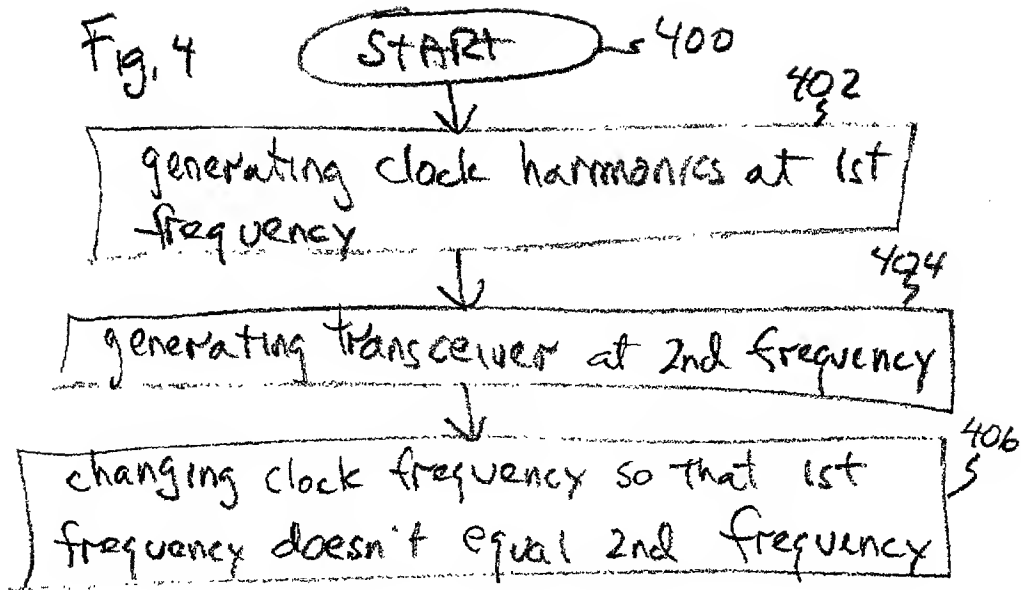 Fig. 4
START
400
402
generating clock harmonics at 1st
frequency
404
generating transceiver at 2nd frequency
406
changing clock frequency so that 1st
frequency doesn't equal 2nd frequency